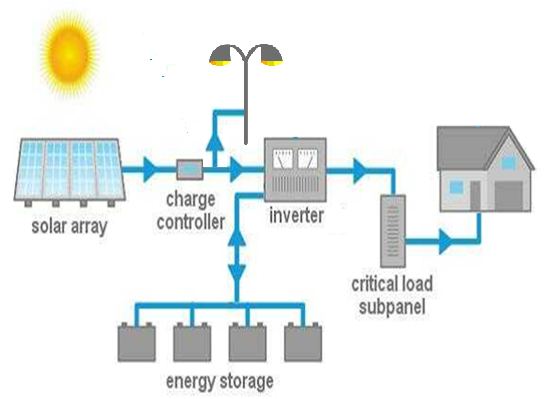 solar array
charge
controller
inverter
critical load
subpanel
energy storage